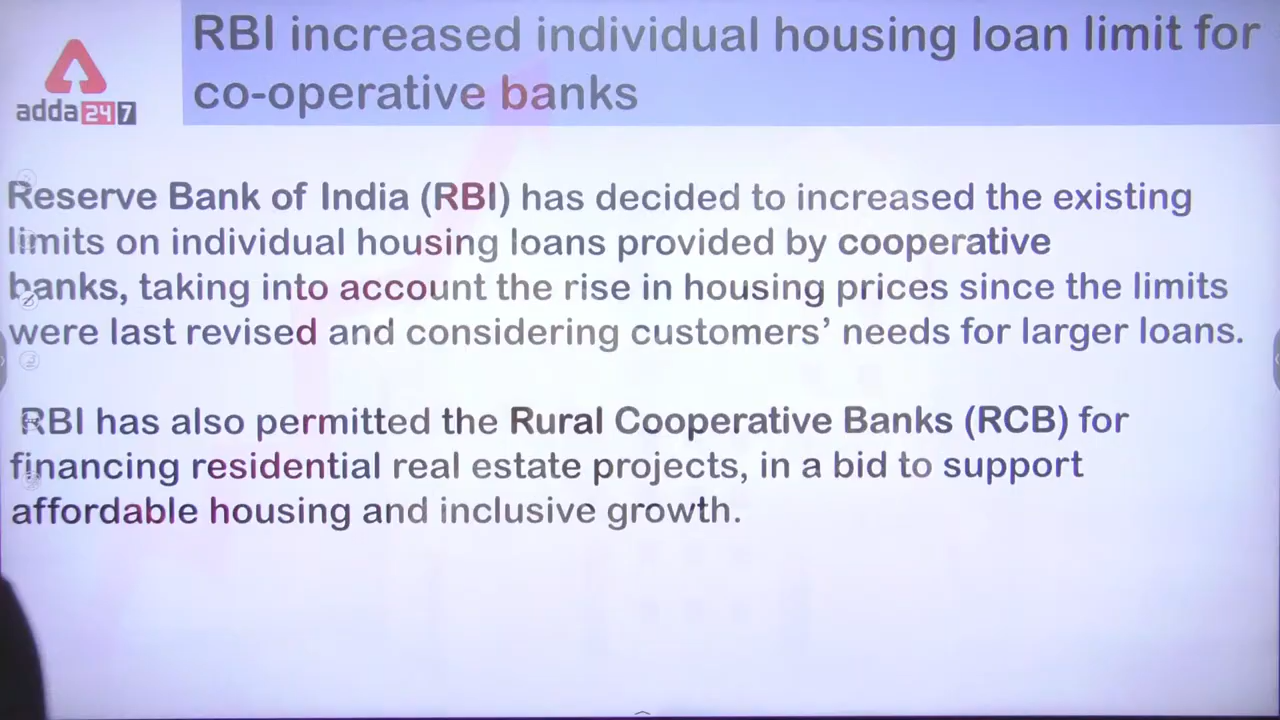 RBI increased individual housing loan limit for
co-operative banks
adda247
Reserve Bank of India (RBI) has decided to increased the existing
limits on individual housing loans provided by cooperative
banks, taking into account the rise in housing prices since the limits
were last revised and considering customers’ needs for larger loans.
RBI has also permitted the Rural Cooperative Banks (RCB) for
financing residential real estate projects, in a bid to support
affordable housing and inclusive growth.